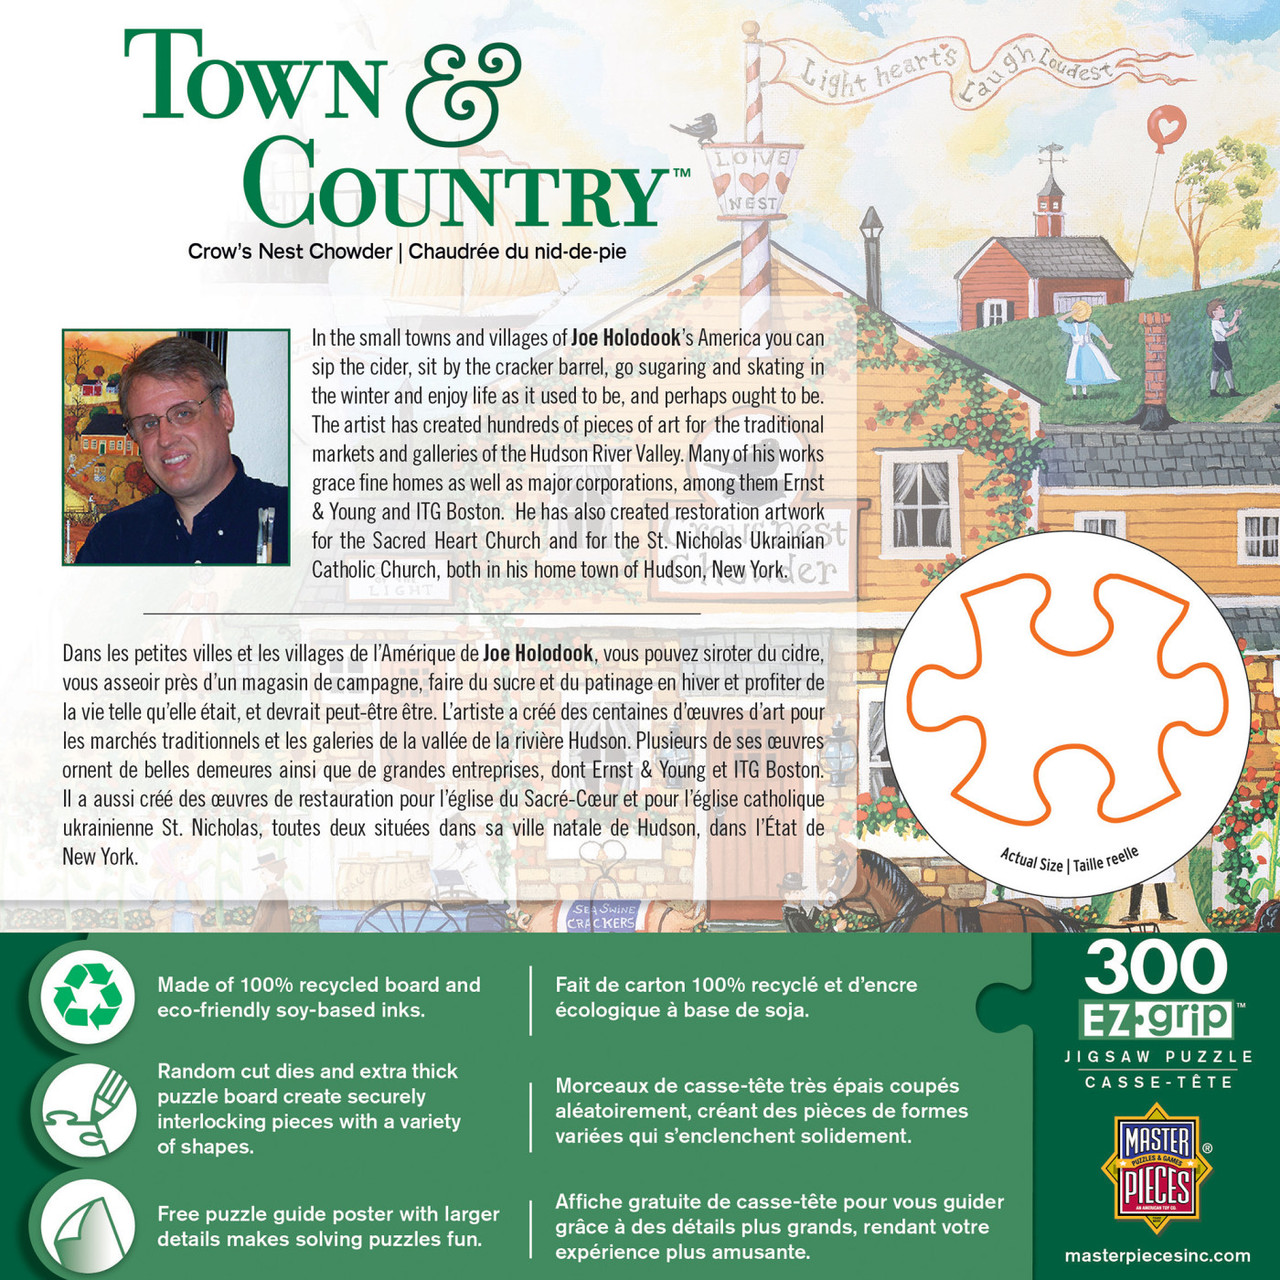 TOWN &
COUNTRY™
Crow's Nest Chowder | Chaudrée du nid-de-pie
Light heart's Laugh Loudest
LOVE
NEST
In the small towns and villages of Joe Holodook's America you can
sip the cider, sit by the cracker barrel, go sugaring and skating in
the winter and enjoy life as it used to be, and perhaps ought to be.
The artist has created hundreds of pieces of art for the traditional
markets and galleries of the Hudson River Valley. Many of his works
grace fine homes as well as major corporations, among them Ernst
& Young and ITG Boston. He has also created restoration artwork
for the Sacred Heart Church and for the St. Nicholas Ukrainian
Catholic Church, both in his home town of Hudson, New York.
Crow's Nest
Chowder
LIGHT
Dans les petites villes et les villages de l'Amérique de Joe Holodook, vous pouvez siroter du cidre,
vous asseoir près d'un magasin de campagne, faire du sucre et du patinage en hiver et profiter de
la vie telle qu'elle était, et devrait peut-être être. L'artiste a créé des centaines d'œuvres d'art pour
les marchés traditionnels et les galeries de la vallée de la rivière Hudson. Plusieurs de ses œuvres
ornent de belles demeures ainsi que de grandes entreprises, dont Ernst & Young et ITG Boston.
Il a aussi créé des œuvres de restauration pour l'église du Sacré-Cœur et pour l'église catholique
ukrainienne St. Nicholas, toutes deux situées dans sa ville natale de Hudson, dans l'État de
New York.
Actual Size | Taille reelle
SEA SWINE
CRACKERS
Made of 100% recycled board and
eco-friendly soy-based inks.
Fait de carton 100% recyclé et d'encre
écologique à base de soja.
Random cut dies and extra thick
puzzle board create securely
interlocking pieces with a variety
of shapes.
Morceaux de casse-tête très épais coupés
aléatoirement, créant des pièces de formes
variées qui s'enclenchent solidement.
Free puzzle guide poster with larger
details makes solving puzzles fun.
Affiche gratuite de casse-tête pour vous guider
grâce à des détails plus grands, rendant votre
expérience plus amusante.
300
EZ•grip™
JIGSAW PUZZLE
CASSE-TÊTE
MASTER
PUZZLES & GAMES
PIECES
AN AMERICAN TOY CO.
®
masterpiecesinc.com